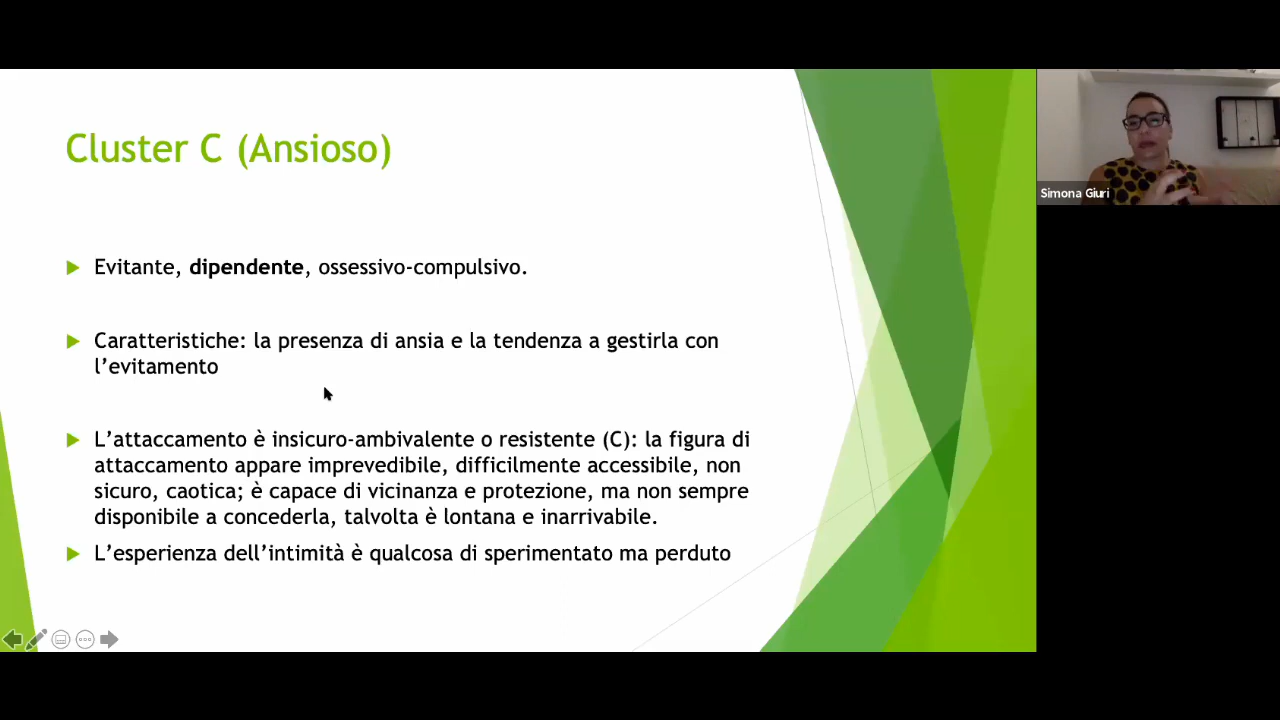 Cluster C (Ansioso)
Evitante, dipendente, ossessivo-compulsivo.
Caratteristiche: la presenza di ansia e la tendenza a gestirla con
l’evitamento
L’attaccamento è insicuro-ambivalente o resistente (C): la figura di
attaccamento appare imprevedibile, difficilmente accessibile, non
sicuro, caotica; è capace di vicinanza e protezione, ma non sempre
disponibile a concederla, talvolta è lontana e inarrivabile.
L’esperienza dell’intimità è qualcosa di sperimentato ma perduto
Simona Giuri